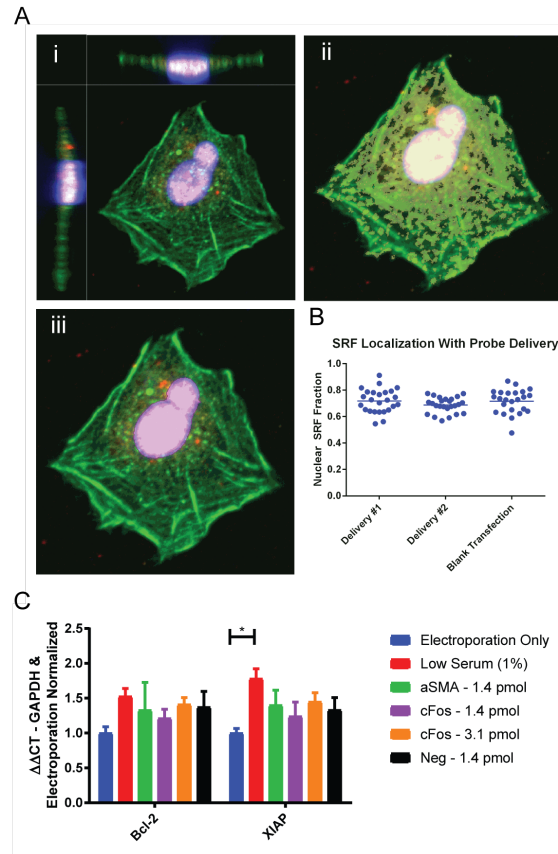 A
i
ii
iii
B
SRF Localization With Probe Delivery
Nuclear SRF Fraction
1.0
0.8
0.6
0.4
0.2
0.0
Delivery #1
Delivery #2
Blank Transfection
C
ΔΔCT - GAPDH &
Electroporation Normalized
2.5
2.0
1.5
1.0
0.5
0.0
*
Bcl-2
XIAP
Electroporation Only
Low Serum (1%)
aSMA - 1.4 pmol
cFos - 1.4 pmol
cFos - 3.1 pmol
Neg - 1.4 pmol